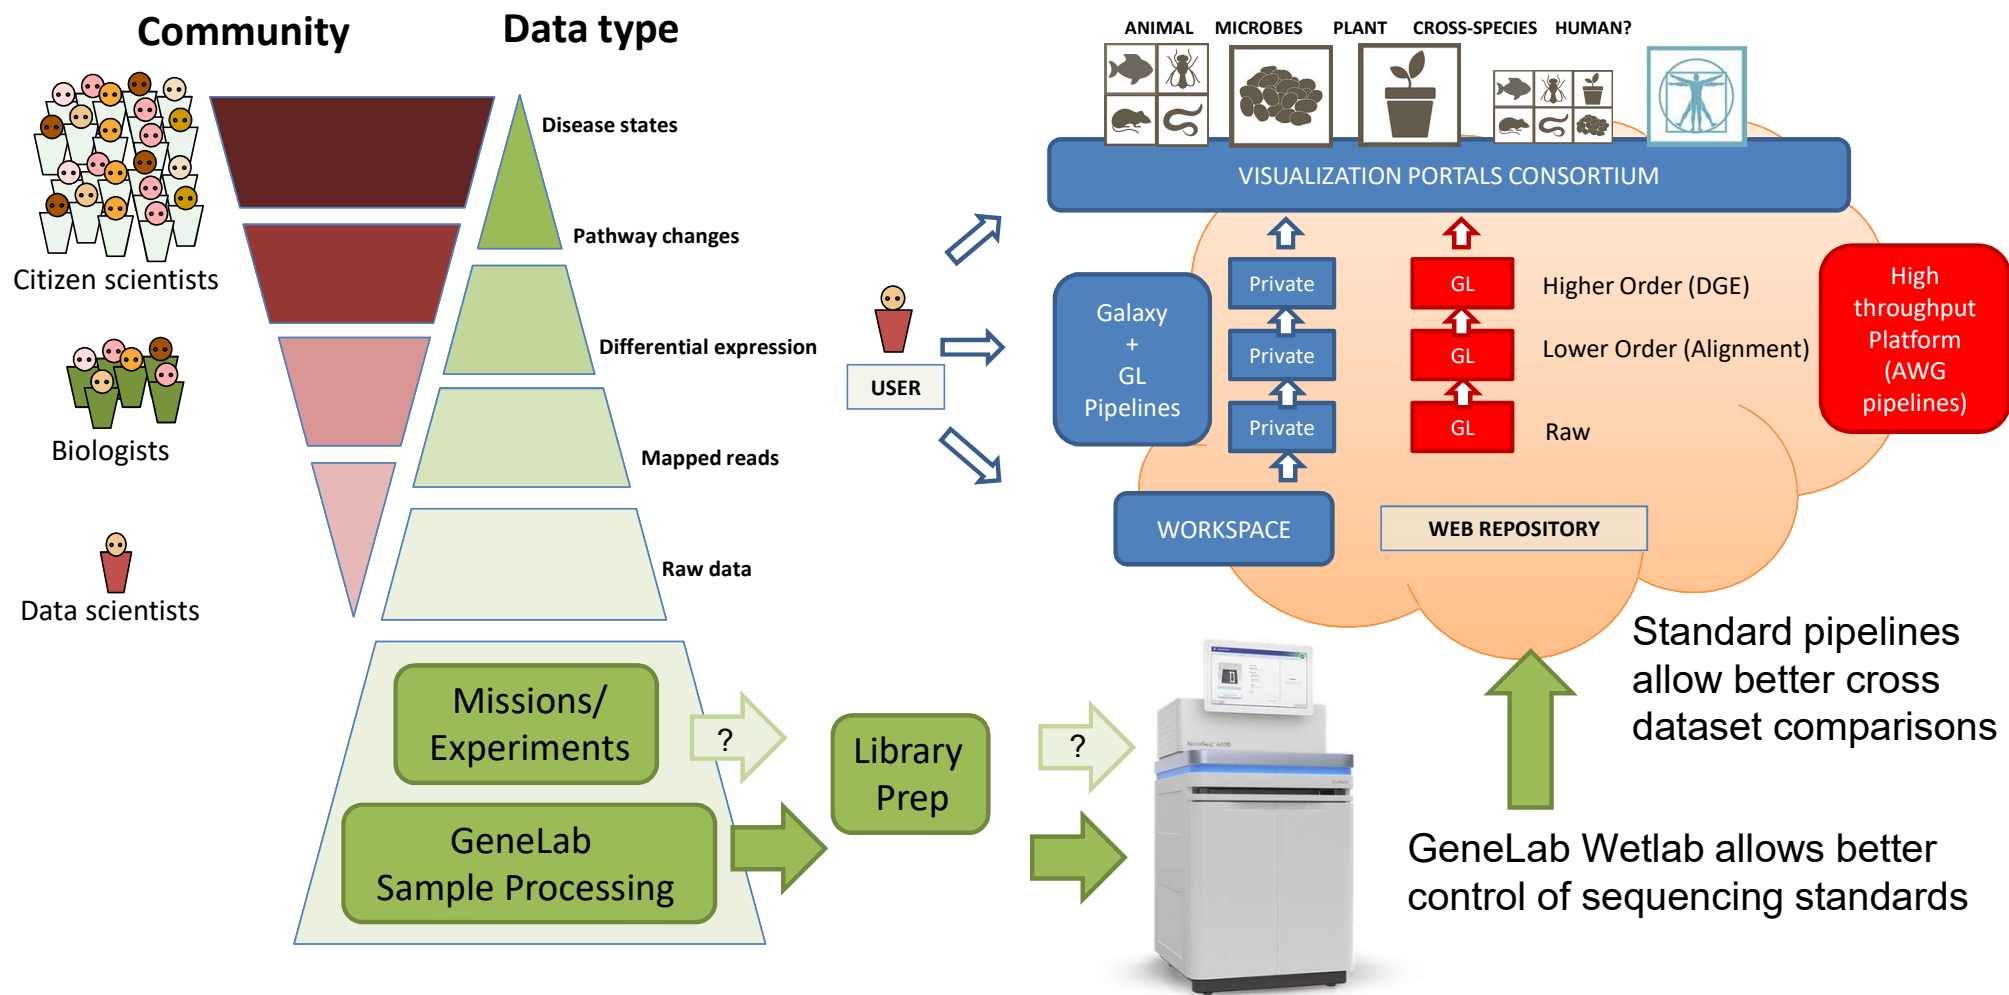 Community
Data type
Disease states
Pathway changes
Differential expression
Mapped reads
Raw data
Citizen scientists
Biologists
Data scientists
USER
ANIMAL MICROBES PLANT CROSS-SPECIES HUMAN?
VISUALIZATION PORTALS CONSORTIUM
Galaxy
+
GL
Pipelines
Private
Private
Private
WORKSPACE
GL
GL
GL
Higher Order (DGE)
Lower Order (Alignment)
Raw
WEB REPOSITORY
High
throughput
Platform
(AWG
pipelines)
Missions/
Experiments
GeneLab
Sample Processing
?
Library
Prep
?
NovaSeq 6000
Standard pipelines
allow better cross
dataset comparisons
GeneLab Wetlab allows better
control of sequencing standards